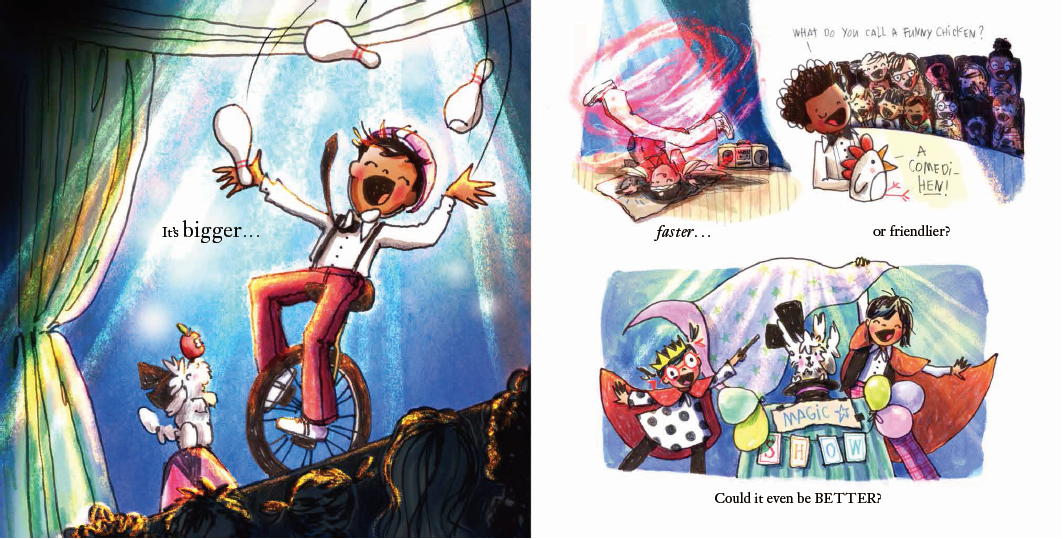 It's bigger...
WHAT DO YOU CALL A FUNNY CHICKEN?
A
COMEDI-
HEN!
faster...
or friendlier?
MAGIC
SHOW
Could it even be BETTER?